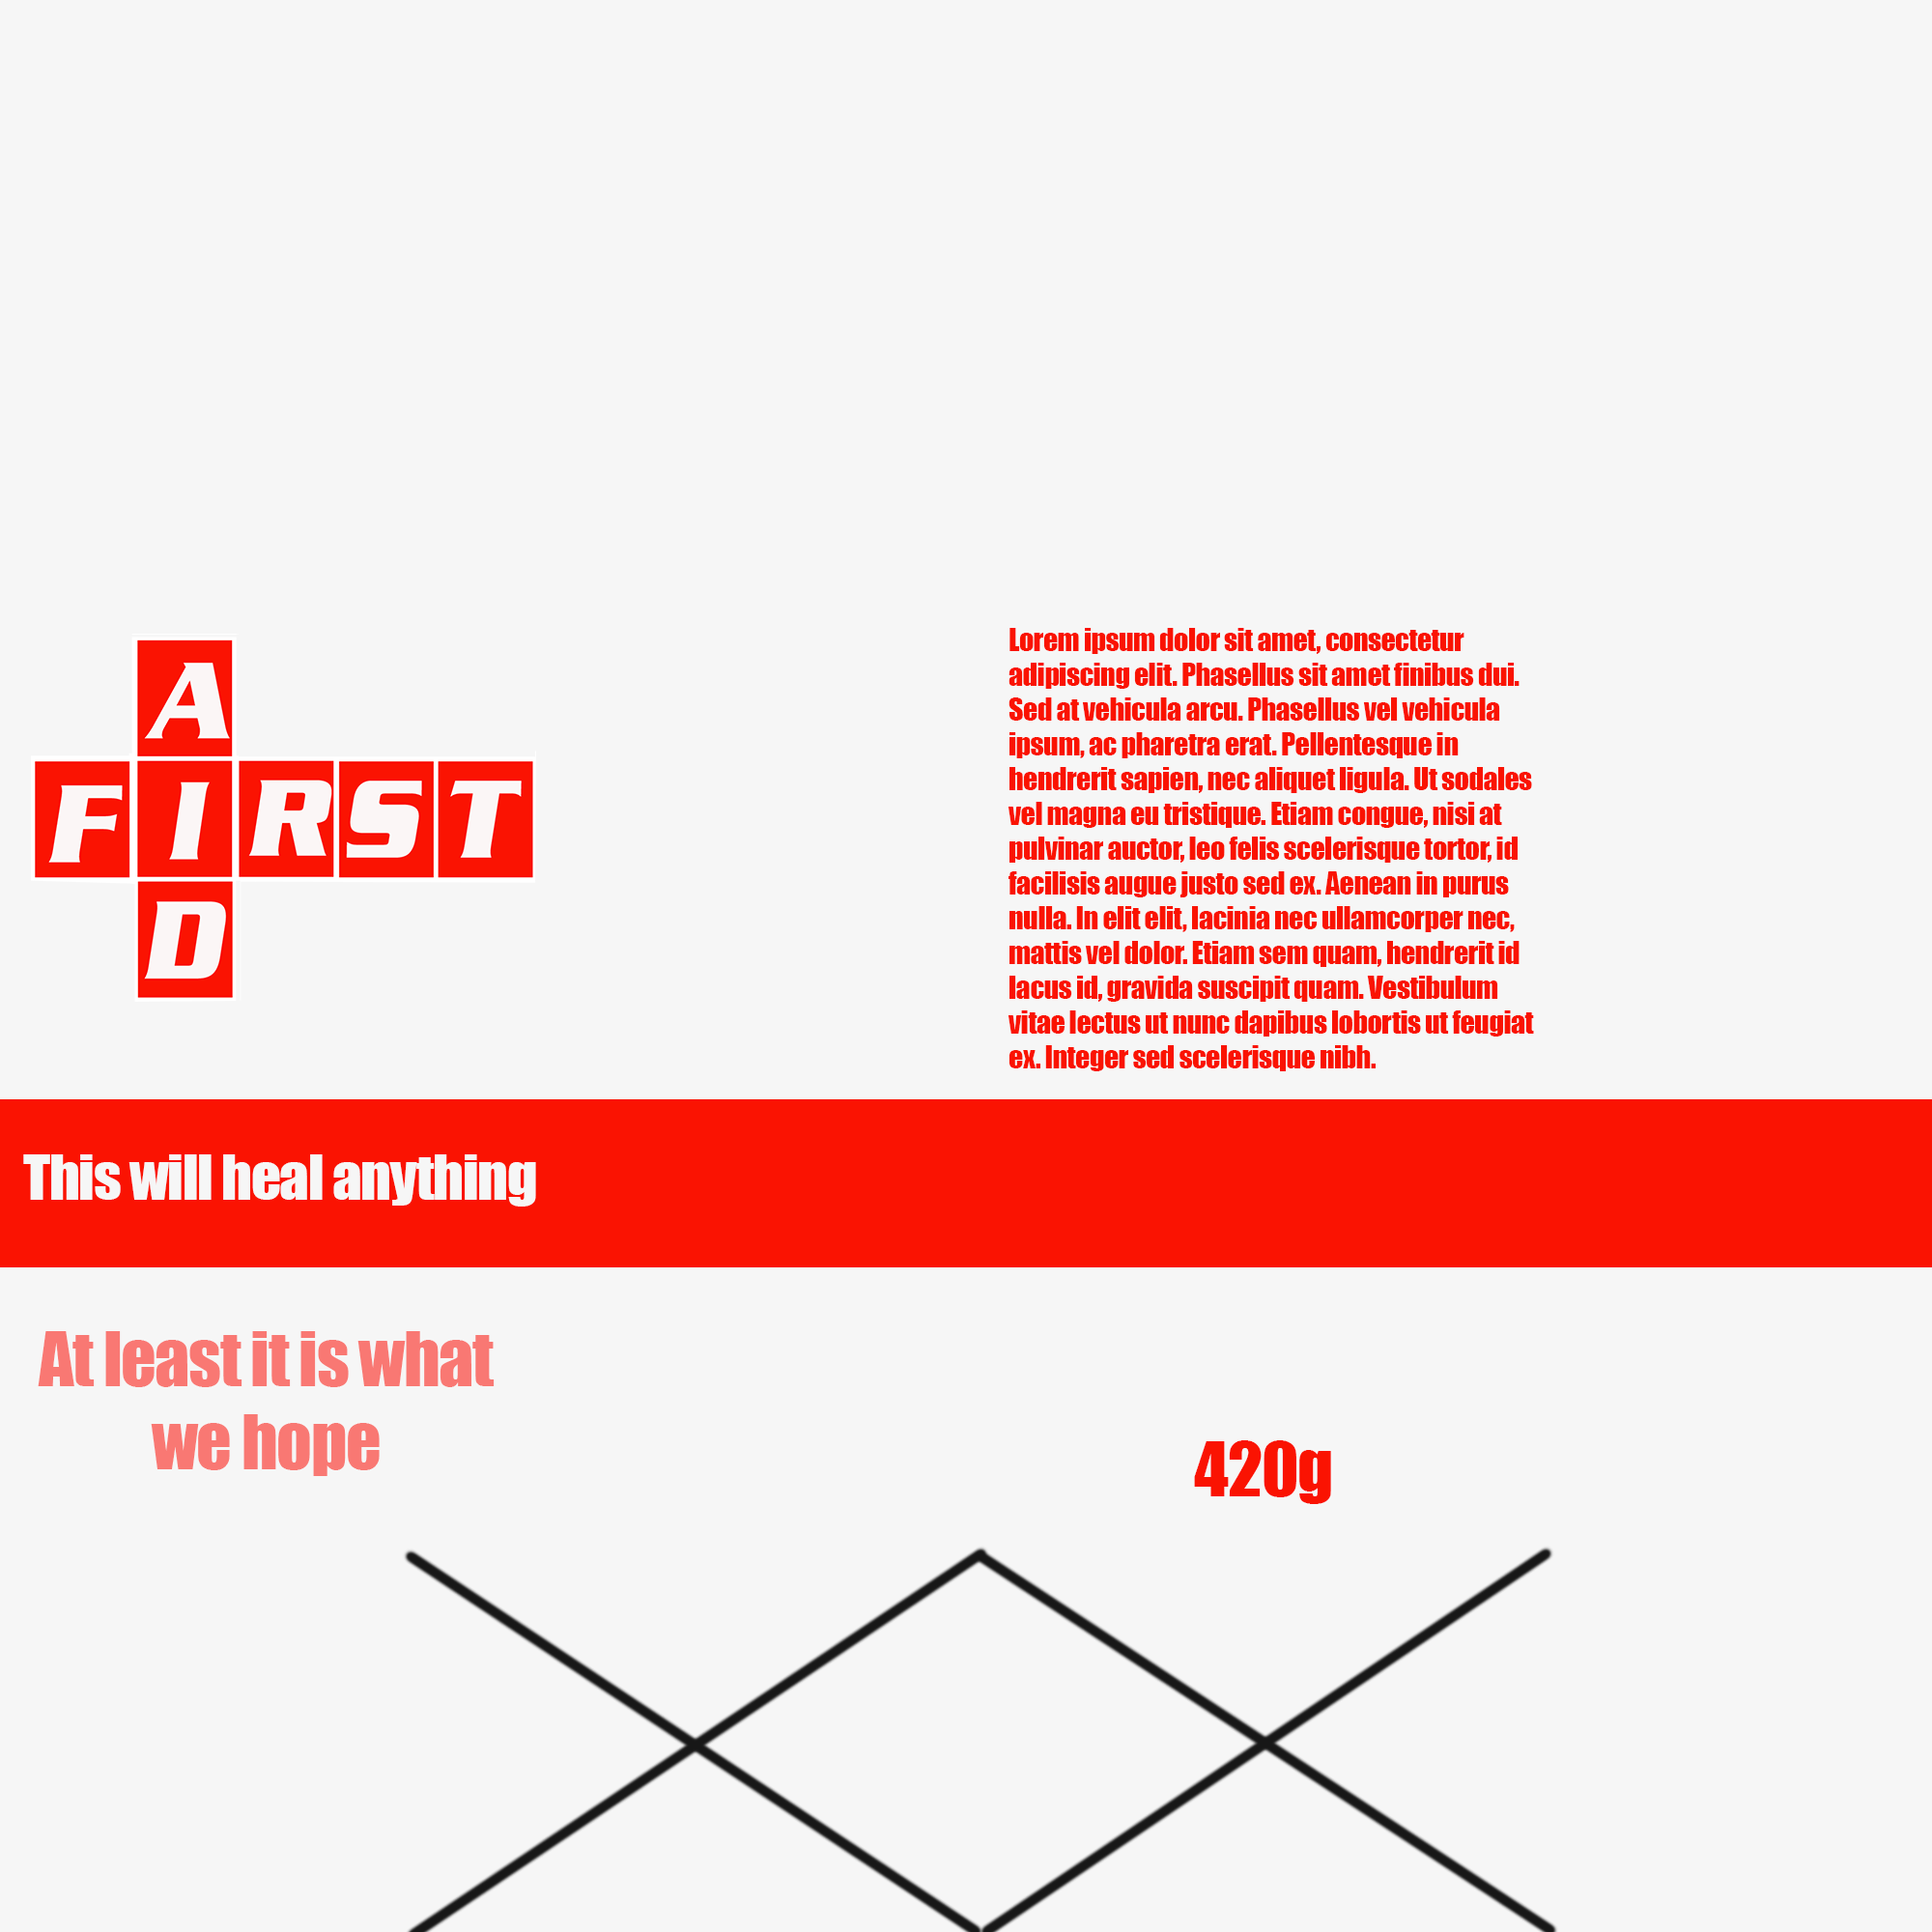 A
FIRST
D
Lorem ipsum dolor sit amet, consectetur
adipiscing elit. Phasellus sit amet finibus dui.
Sed at vehicula arcu. Phasellus vel vehicula
ipsum, ac pharetra erat. Pellentesque in
hendrerit sapien, nec aliquet ligula. Ut sodales
vel magna eu tristique. Etiam congue, nisi at
pulvinar auctor, leo felis scelerisque tortor, id
facilisis augue justo sed ex. Aenean in purus
nulla. In elit elit, lacinia nec ullamcorper nec,
mattis vel dolor. Etiam sem quam, hendrerit id
lacus id, gravida suscipit quam. Vestibulum
vitae lectus ut nunc dapibus lobortis ut feugiat
ex. Integer sed scelerisque nibh.
This will heal anything
At least it is what
we hope
420g